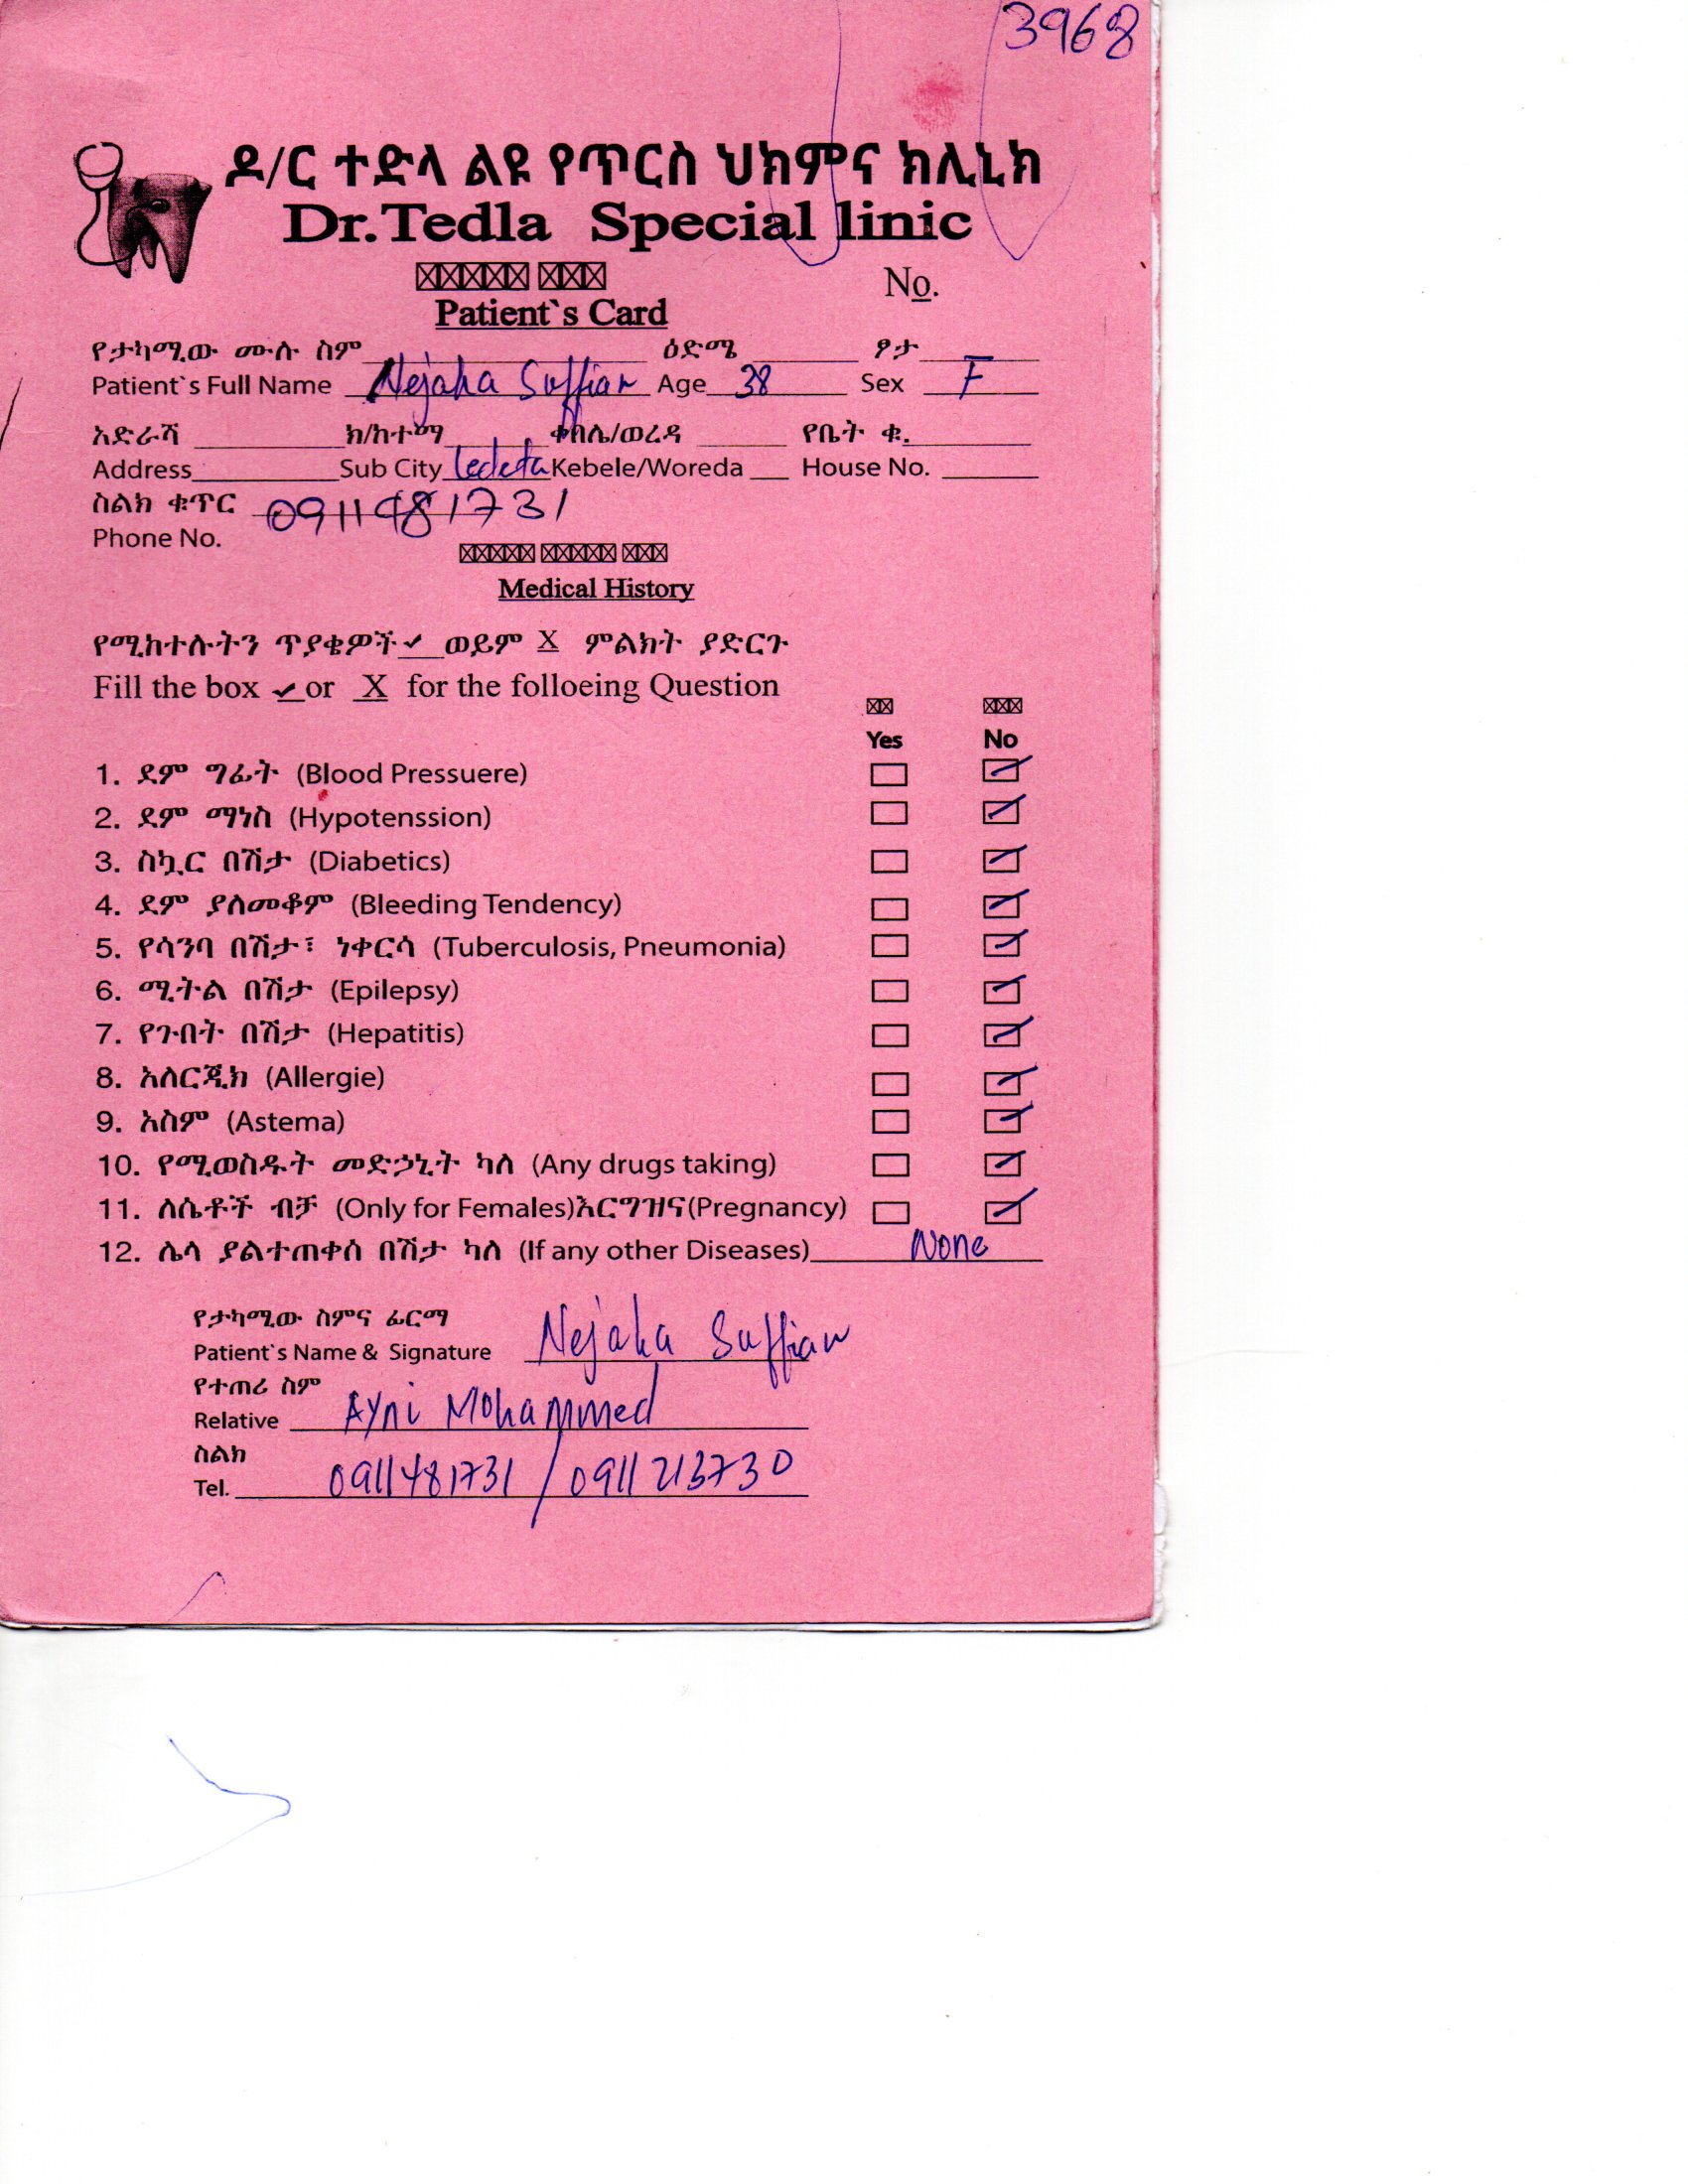 3968
ዶ/ር ተድላ ልዩ የጥርስ ህክምና ክሊኒክ
Dr.Tedla Special linic
No.
Patient`s Card
የታካሚው ሙሉ ስም ዕድሜ ፆታ
Patient`s Full Name Nejaha Suffian Age 38 Sex F
አድራሻ ክ/ከተማ ቀበሌ/ወረዳ የቤት ቁ.
Address Sub City Ledeta Kebele/Woreda House No.
ስልክ ቁጥር 0911481731
Phone No.
Medical History
የሚከተሉትን ጥያቄዎች ✓ ወይም X ምልክት ያድርጉ
Fill the box ✓ or X for the folloeing Question
Yes No
1. ደም ግፊት (Blood Pressuere)
2. ደም ማነስ (Hypotenssion)
3. ስኳር በሽታ (Diabetics)
4. ደም ያለመቆም (Bleeding Tendency)
5. የሳንባ በሽታ፣ ነቀርሳ (Tuberculosis, Pneumonia)
6. ሚትል በሽታ (Epilepsy)
7. የጉበት በሽታ (Hepatitis)
8. አለርጂክ (Allergie)
9. አስም (Astema)
10. የሚወስዱት መድኃኒት ካለ (Any drugs taking)
11. ለሴቶች ብቻ (Only for Females)እርግዝና(Pregnancy)
12. ሌላ ያልተጠቀሰ በሽታ ካለ (If any other Diseases) None
የታካሚው ስምና ፊርማ
Patient`s Name & Signature Nejaha Suffian
የተጠሪ ስም
Relative Ayni Mohammed
ስልክ
Tel. 0911481731 / 0911213730